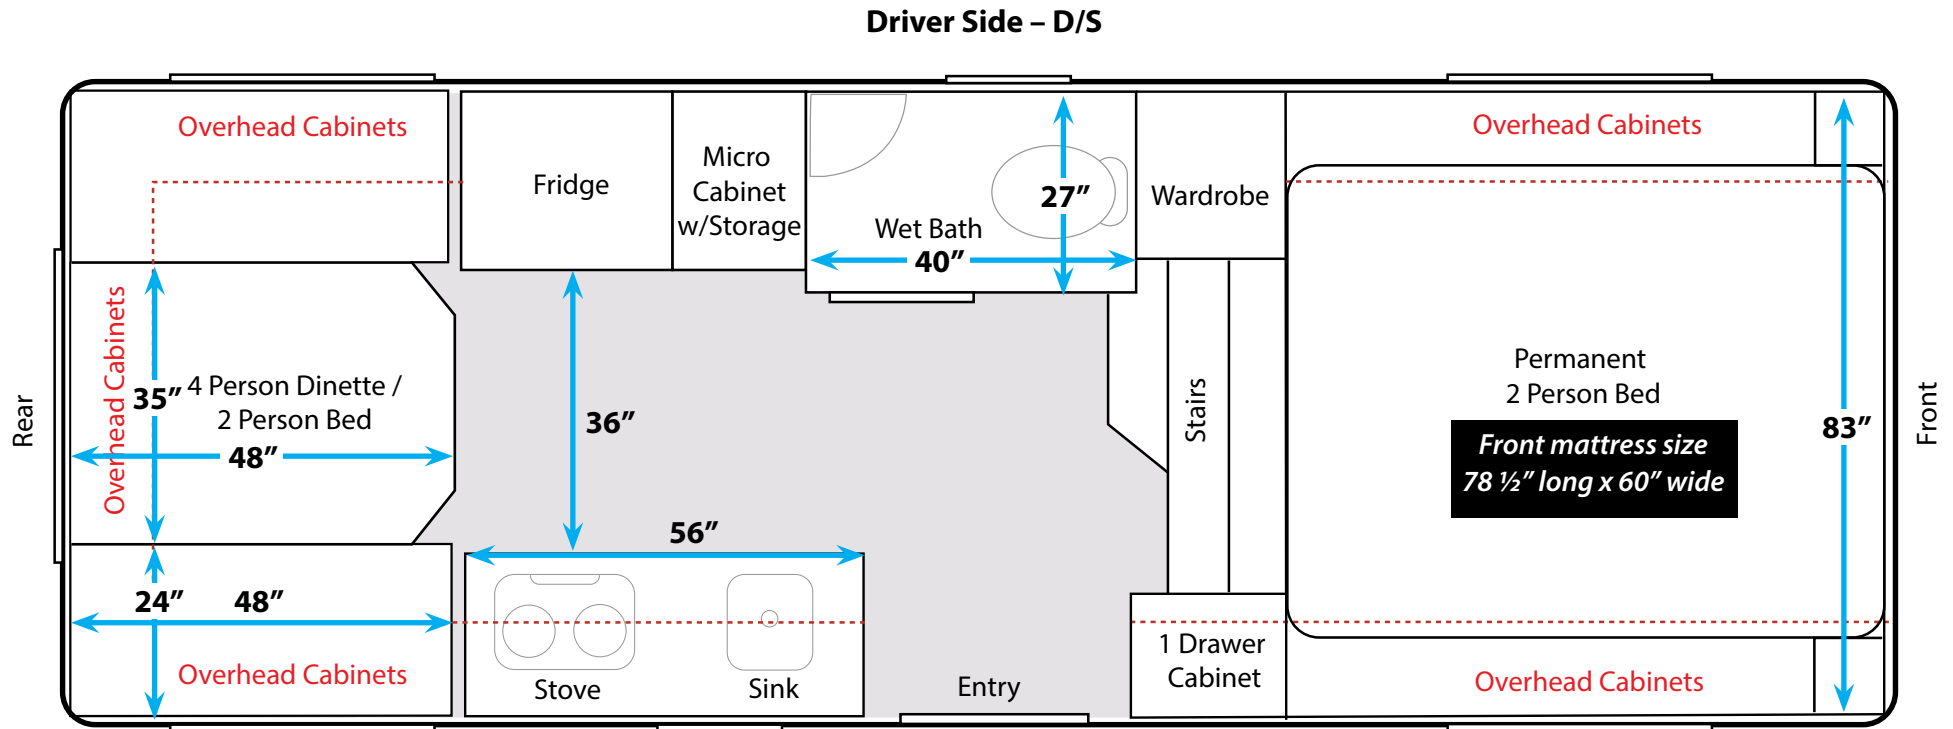 Driver Side – D/S
Overhead Cabinets
Fridge
Micro
Cabinet
w/Storage
Wet Bath
40”
27”
Wardrobe
Overhead Cabinets
Rear
Overhead Cabinets
35”
4 Person Dinette /
2 Person Bed
48”
36”
Stairs
Permanent
2 Person Bed
Front mattress size
78 ½” long x 60” wide
83”
Front
56”
24”
48”
Overhead Cabinets
Stove
Sink
Entry
1 Drawer
Cabinet
Overhead Cabinets